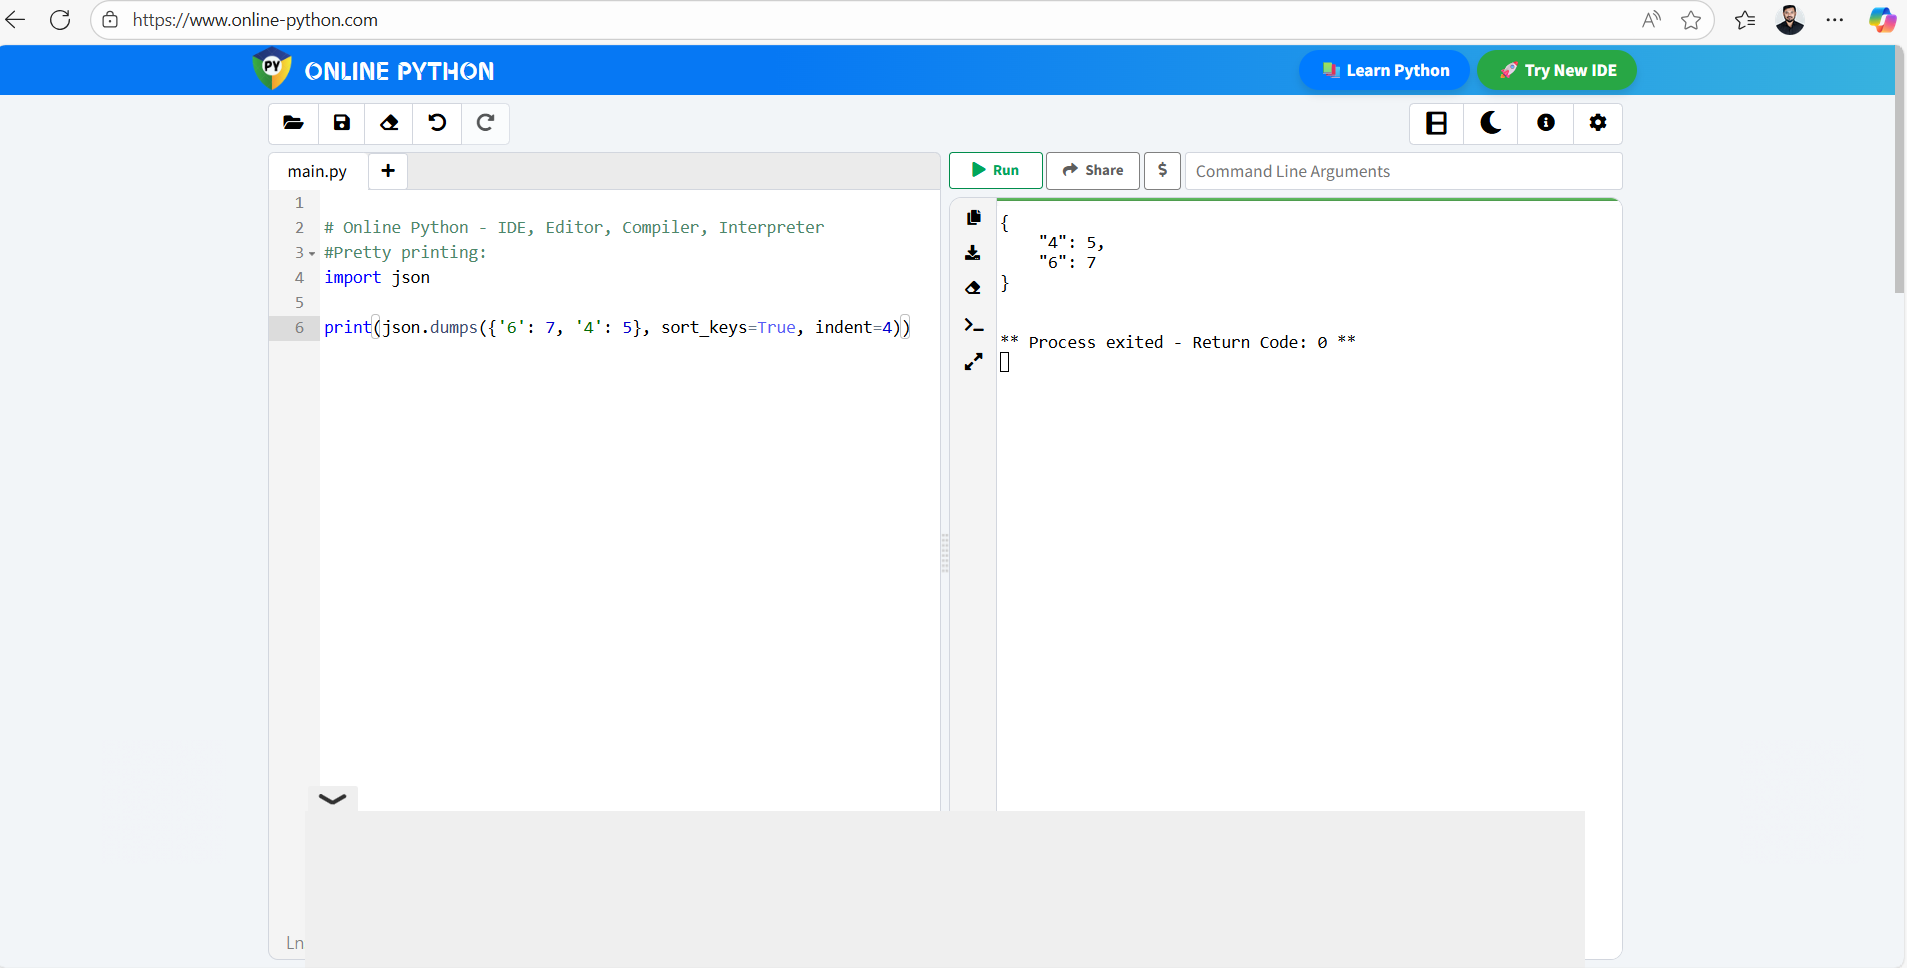 https://www.online-python.com
PY ONLINE PYTHON
Learn Python
Try New IDE
main.py
+
Run
Share
$
Command Line Arguments
1
2 # Online Python - IDE, Editor, Compiler, Interpreter
3 #Pretty printing:
4 import json
5
6 print(json.dumps({'6': 7, '4': 5}, sort_keys=True, indent=4))
{
    "4": 5,
    "6": 7
}
** Process exited - Return Code: 0 **
Ln